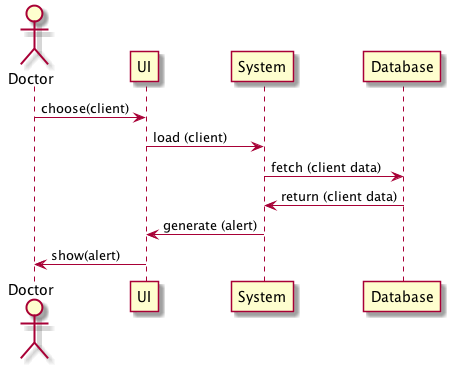 Doctor
UI
System
Database
choose(client)
load (client)
fetch (client data)
return (client data)
generate (alert)
show(alert)
Doctor
UI
System
Database